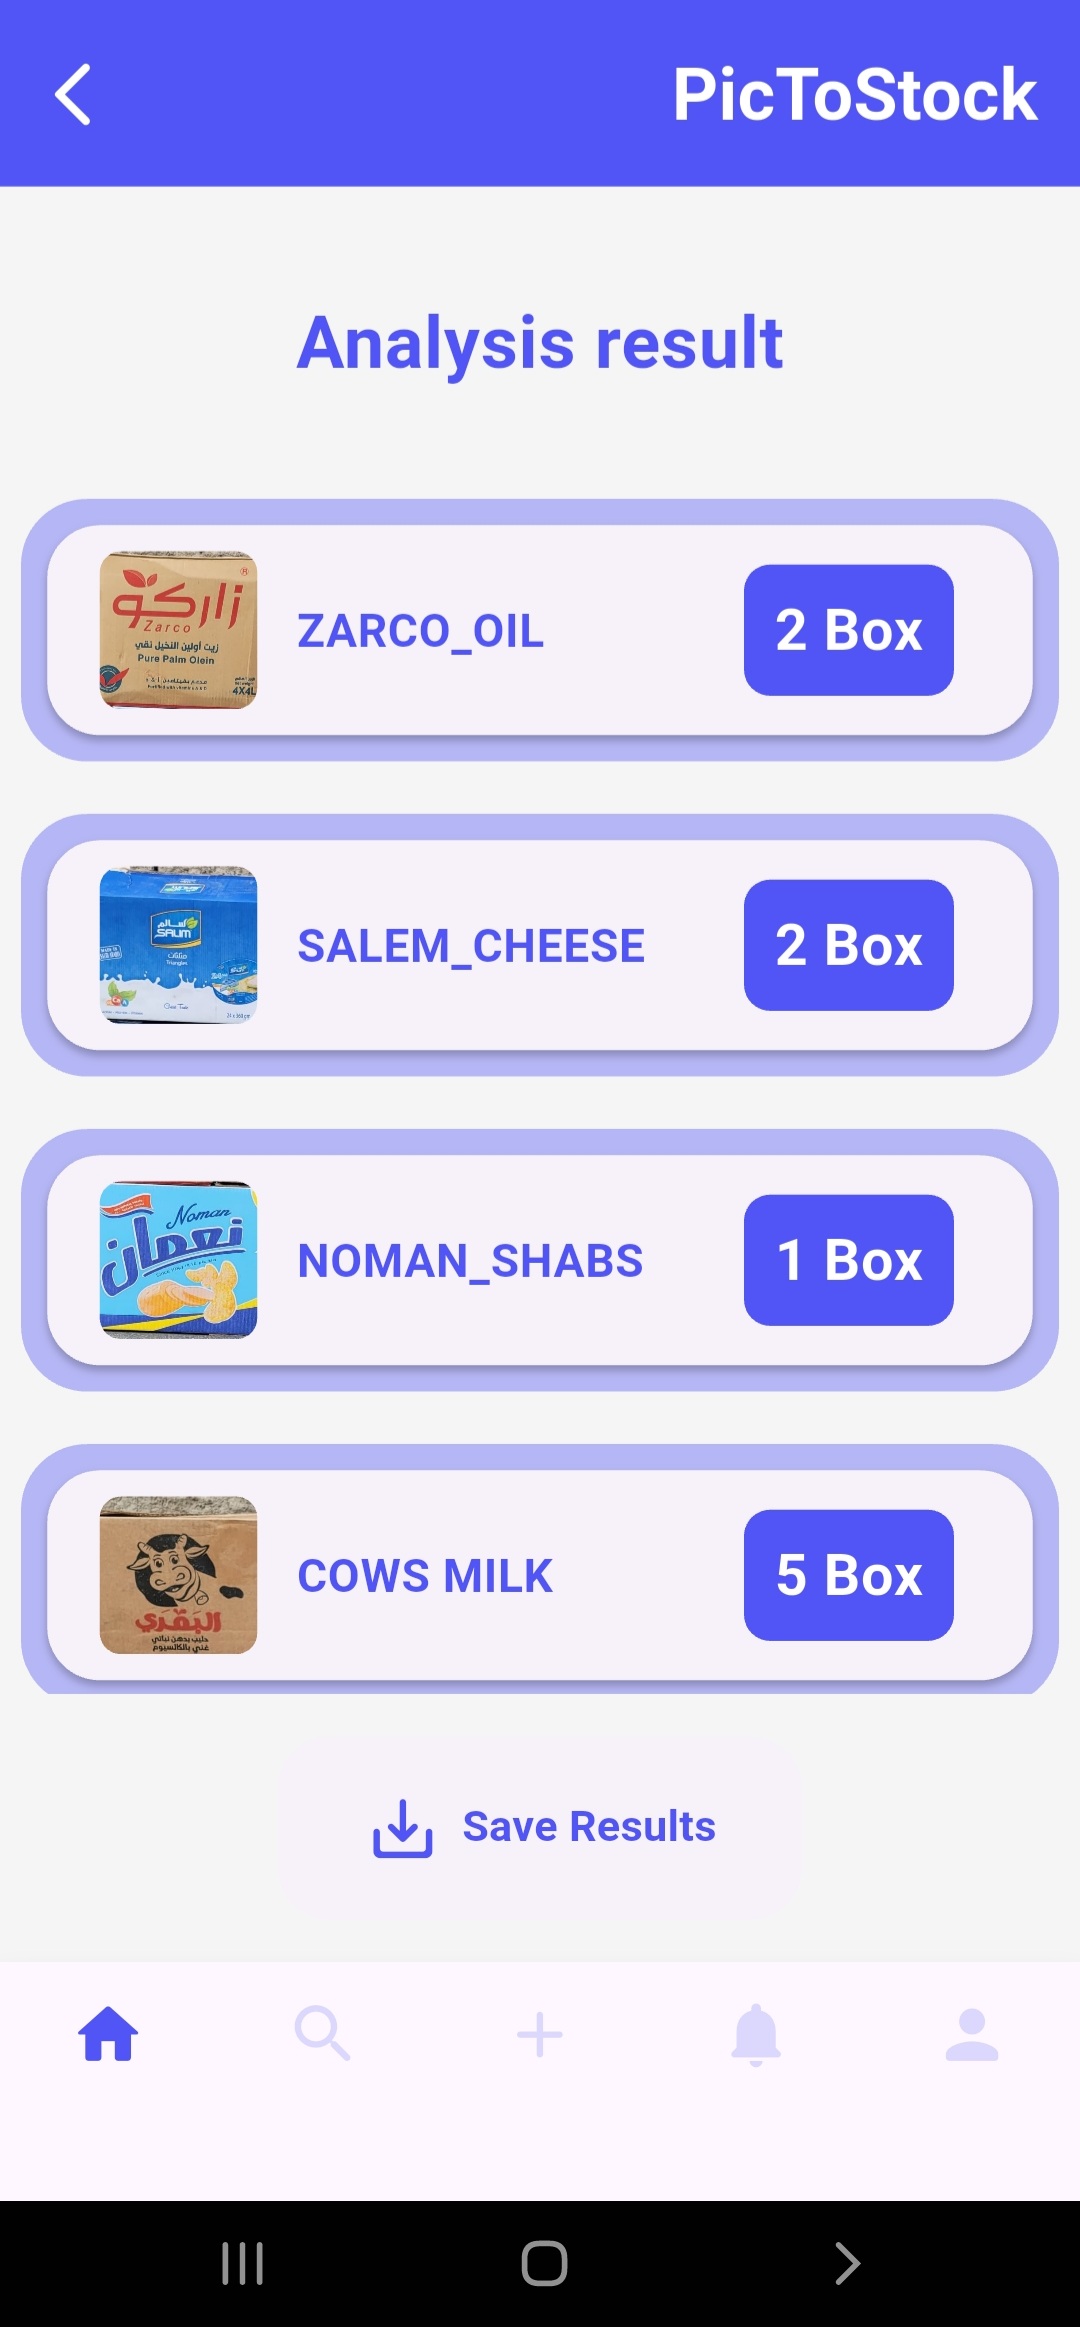 PicToStock
Analysis result
زاركو
Zarco
زيت أولين النخيل نقي
Pure Palm Olein
4X4L
ZARCO_OIL
2 Box
سالم
SALIM
مثلثات
Triangles
SALEM_CHEESE
2 Box
Noman
نعمان
NOMAN_SHABS
1 Box
البقري
حليب بدهن نباتي
غني بالكالسيوم
COWS MILK
5 Box
Save Results